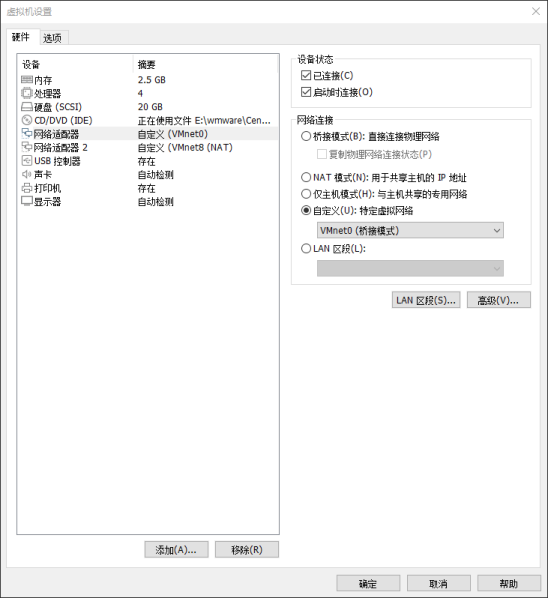 虚拟机设置
硬件 选项
设备 摘要
内存 2.5 GB
处理器 4
硬盘 (SCSI) 20 GB
CD/DVD (IDE) 正在使用文件 E:\wmware\Cen...
网络适配器 自定义 (VMnet0)
网络适配器 2 自定义 (VMnet8 (NAT)
USB 控制器 存在
声卡 自动检测
打印机 存在
显示器 自动检测
添加(A)... 移除(R)
设备状态
已连接(C)
启动时连接(O)
网络连接
桥接模式(B): 直接连接物理网络
复制物理网络连接状态(P)
NAT 模式(N): 用于共享主机的 IP 地址
仅主机模式(H): 与主机共享的专用网络
自定义(U): 特定虚拟网络
VMnet0 (桥接模式)
LAN 区段(L):
LAN 区段(S)... 高级(V)...
确定 取消 帮助